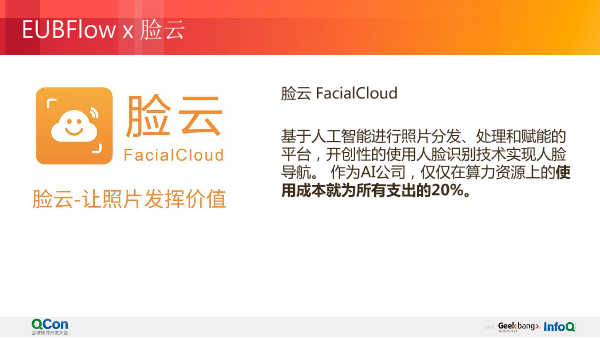 EUBFlow x 脸云
脸云
FacialCloud
脸云-让照片发挥价值
脸云 FacialCloud
基于人工智能进行照片分发、处理和赋能的
平台，开创性的使用人脸识别技术实现人脸
导航。 作为AI公司，仅仅在算力资源上的使
用成本就为所有支出的20%。
QCon
全球软件开发大会
Geekbang>.
InfoQ